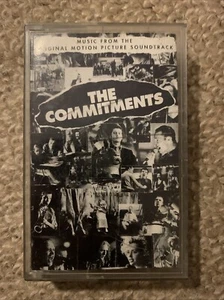 MUSIC FROM THE
ORIGINAL MOTION PICTURE SOUNDTRACK
THE
COMMITMENTS